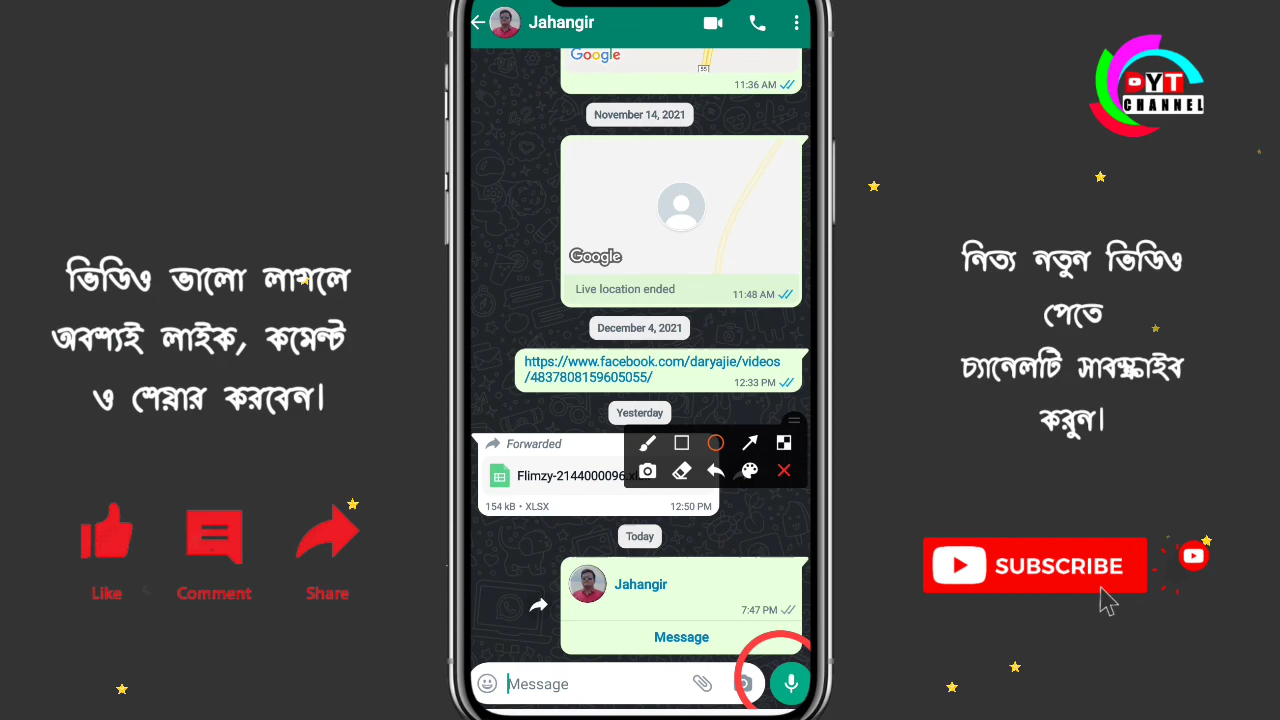 Jahangir
Google
55
11:36 AM
November 14, 2021
Google
Live location ended
11:48 AM
December 4, 2021
https://www.facebook.com/daryajie/videos
/4837808159605055/
12:33 PM
Yesterday
Forwarded
Flimzy-2144000096.xl
154 kB • XLSX
12:50 PM
Today
Jahangir
7:47 PM
Message
Message
ভিডিও ভালো লাগলে
অবশ্যই লাইক, কমেন্ট
ও শেয়ার করবেন।
Like
Comment
Share
DYT
CHANNEL
নিত্য নতুন ভিডিও
পেতে
চ্যানেলটি সাবস্ক্রাইব
করুন।
SUBSCRIBE